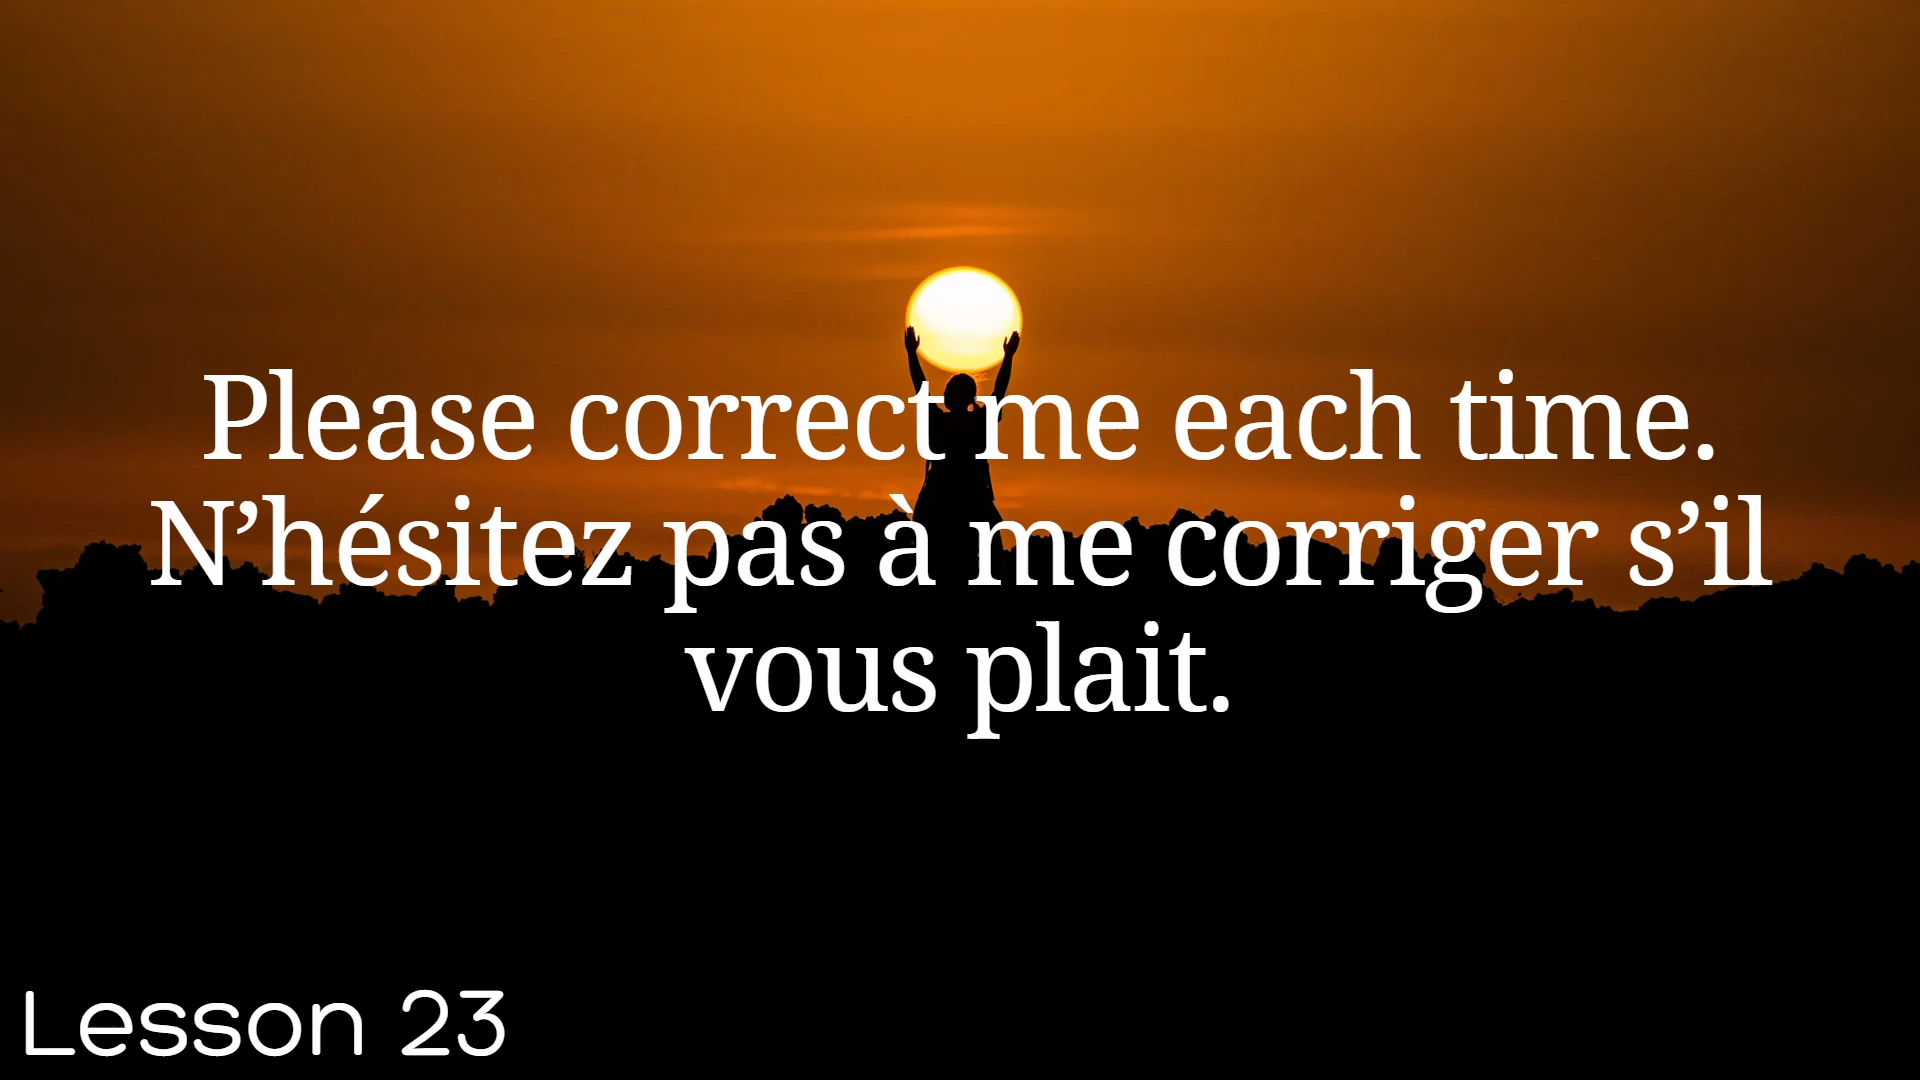 Please correct me each time.
N’hésitez pas à me corriger s’il
vous plait.
Lesson 23